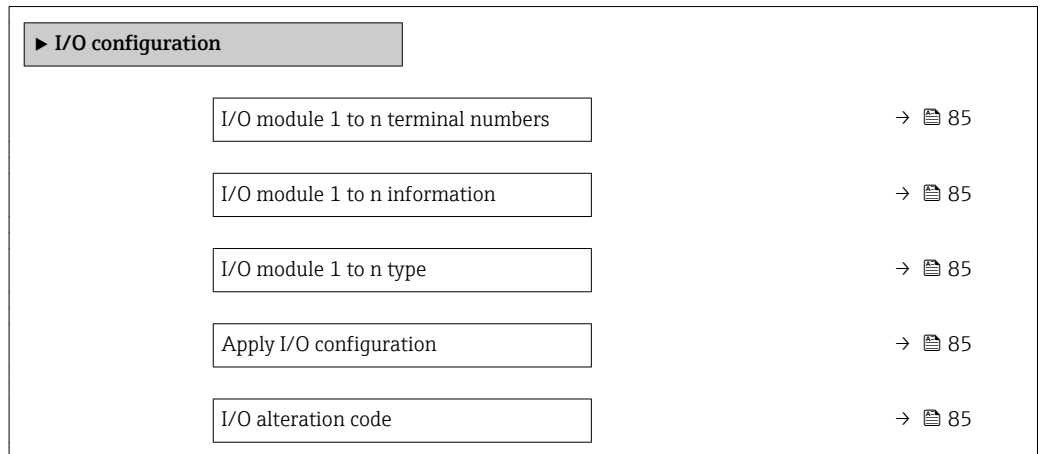 ► I/O configuration
I/O module 1 to n terminal numbers → 85
I/O module 1 to n information → 85
I/O module 1 to n type → 85
Apply I/O configuration → 85
I/O alteration code → 85